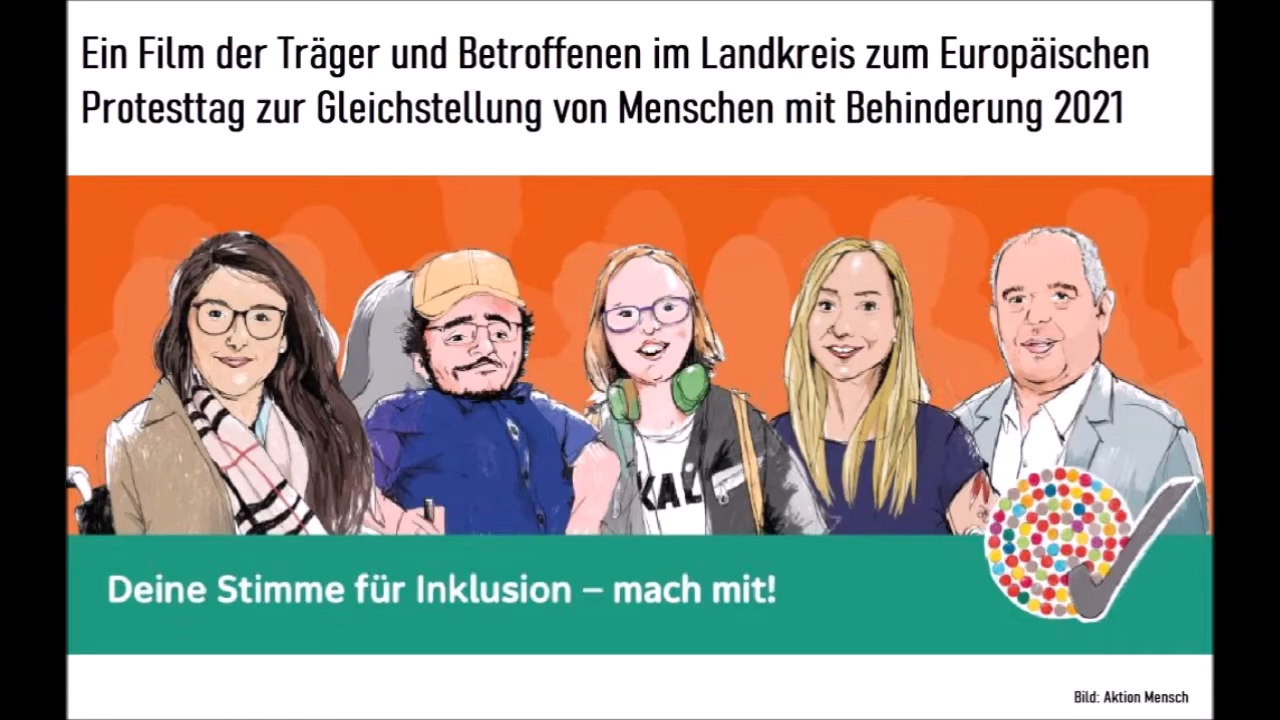 Ein Film der Träger und Betroffenen im Landkreis zum Europäischen
Protesttag zur Gleichstellung von Menschen mit Behinderung 2021
KAL
Deine Stimme für Inklusion – mach mit!
Bild: Aktion Mensch